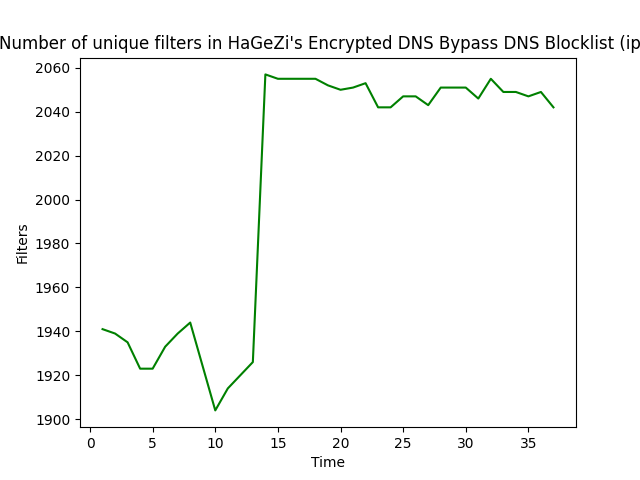 Number of unique filters in HaGeZi's Encrypted DNS Bypass DNS Blocklist (ip
2060
2040
2020
2000
1980
1960
1940
1920
1900
Filters
0 5 10 15 20 25 30 35
Time